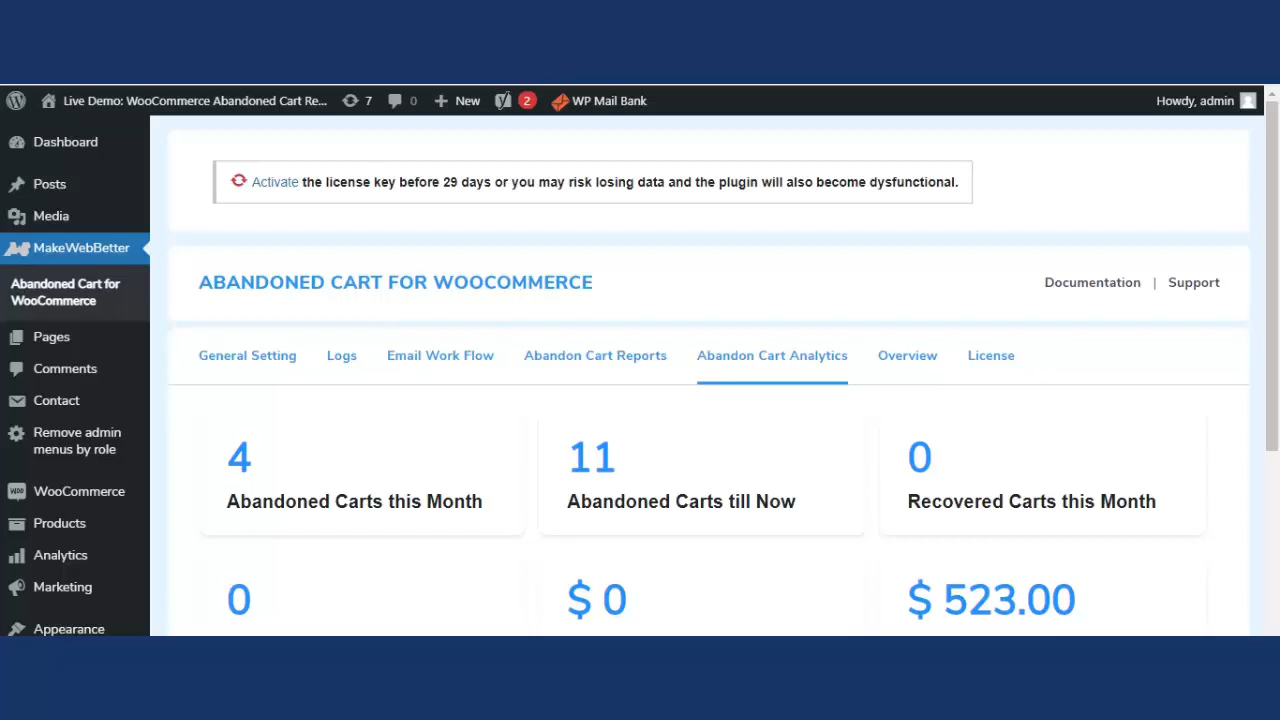 Live Demo: WooCommerce Abandoned Cart Re... 7 0 New 2 WP Mail Bank Howdy, admin
Dashboard
Posts
Media
MakeWebBetter
Abandoned Cart for
WooCommerce
Pages
Comments
Contact
Remove admin
menus by role
WooCommerce
Products
Analytics
Marketing
Appearance
Activate the license key before 29 days or you may risk losing data and the plugin will also become dysfunctional.
ABANDONED CART FOR WOOCOMMERCE
Documentation | Support
General Setting Logs Email Work Flow Abandon Cart Reports Abandon Cart Analytics Overview License
4
Abandoned Carts this Month
11
Abandoned Carts till Now
0
Recovered Carts this Month
0
$ 0
$ 523.00